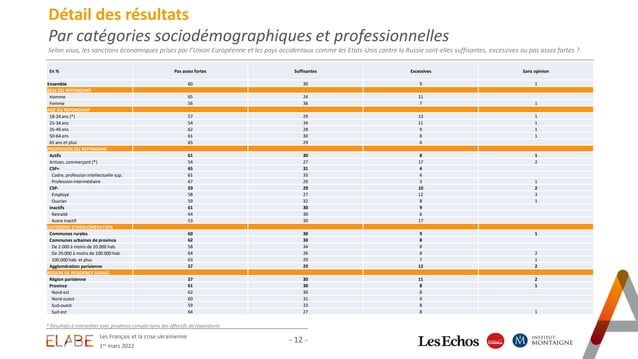 Détail des résultats
Par catégories sociodémographiques et professionnelles
Selon vous, les sanctions économiques prises par l'Union Européenne et les pays occidentaux comme les Etats-Unis contre la Russie sont-elles suffisantes, excessives ou pas assez fortes ?
En % Pas assez fortes Suffisantes Excessives Sans opinion
Ensemble 60 30 9 1
SEXE DU REPONDANT
Homme 65 24 11
Femme 56 36 7 1
AGE DU REPONDANT
18-24 ans (*) 57 29 13 1
25-34 ans 54 34 11 1
35-49 ans 62 28 9 1
50-64 ans 61 30 8 1
65 ans et plus 65 29 6
PROFESSION DU REPONDANT
Actifs 61 30 8 1
Artisan, commerçant (*) 54 27 17 2
CSP+ 65 31 4
Cadre, profession intellectuelle sup. 61 33 6
Profession intermédiaire 67 29 3 1
CSP- 59 29 10 2
Employé 58 27 12 3
Ouvrier 59 32 8 1
Inactifs 61 30 9
Retraité 64 30 6
Autre inactif 53 30 17
CATEGORIE D'AGGLOMERATION
Communes rurales 60 30 9 1
Communes urbaines de province 62 30 8
De 2.000 à moins de 20.000 hab. 58 34 8
De 20.000 à moins de 100.000 hab. 64 26 8 2
100.000 hab. et plus 63 29 7 1
Agglomération parisienne 57 29 12 2
REGION DE RESIDENCE (UDA5)
Région parisienne 57 30 11 2
Province 61 30 8 1
Nord-est 62 30 8
Nord-ouest 60 31 9
Sud-ouest 59 33 8
Sud-est 64 27 8 1
* Résultats à interpréter avec prudence compte-tenu des effectifs de répondants
ELABE
Les Français et la crise ukrainienne
1er mars 2022
- 12 -
Les Echos
INSTITUT
MONTAIGNE